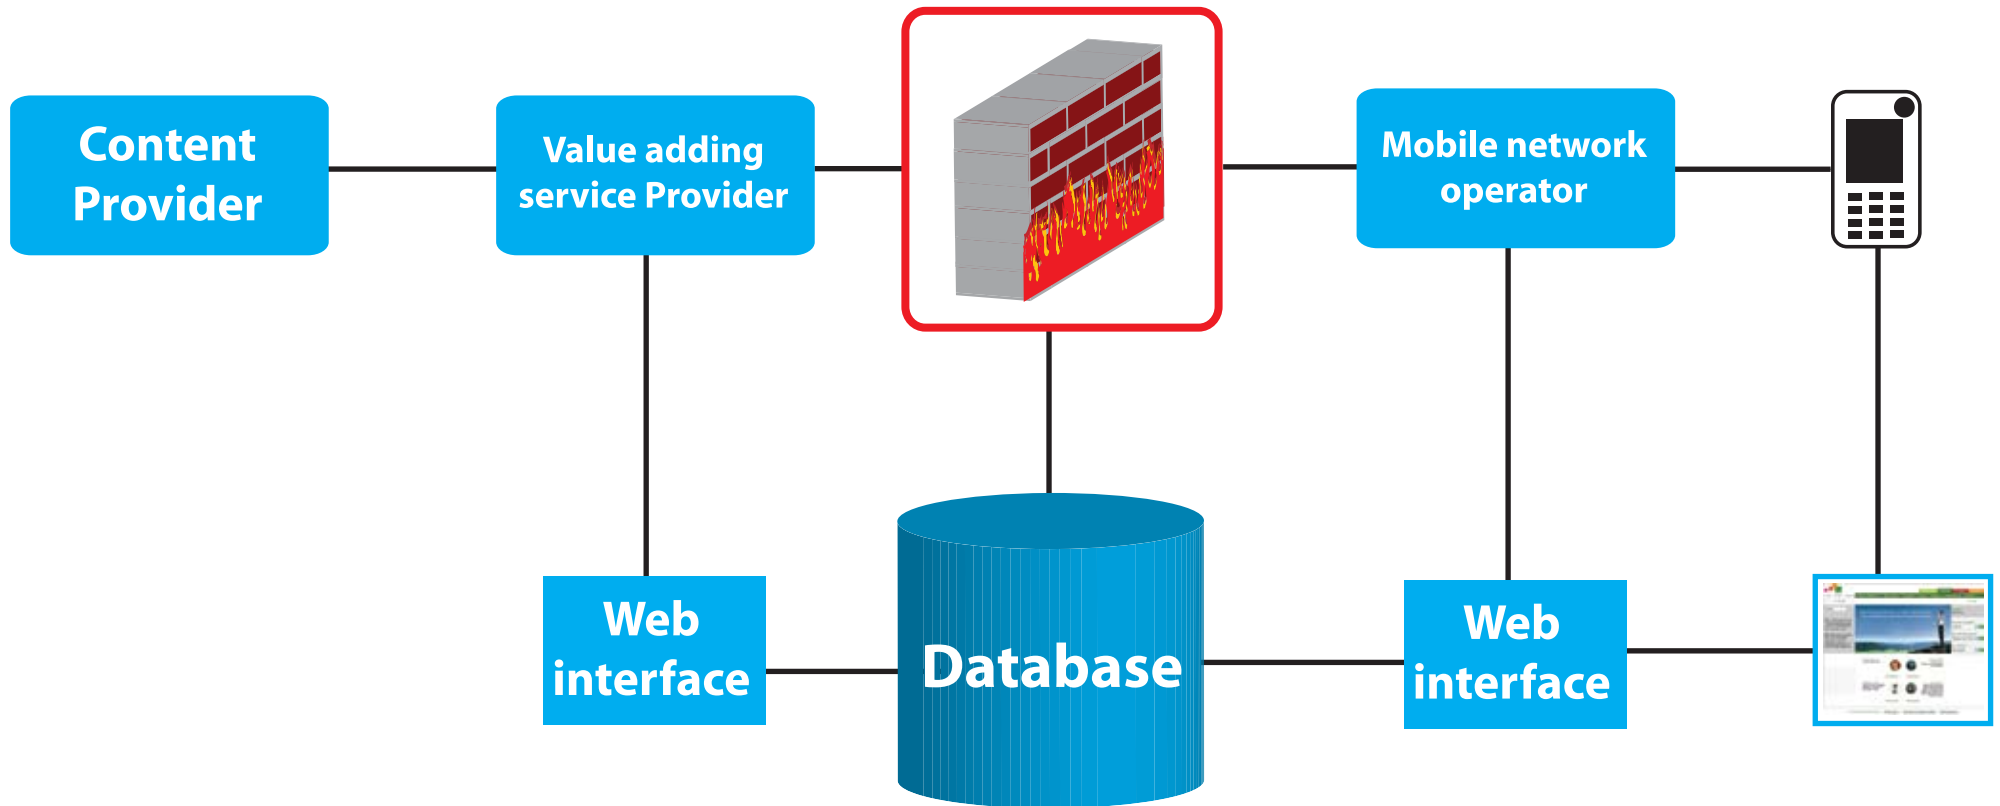 Content
Provider
Value adding
service Provider
Mobile network
operator
Web
interface
Database
Web
interface